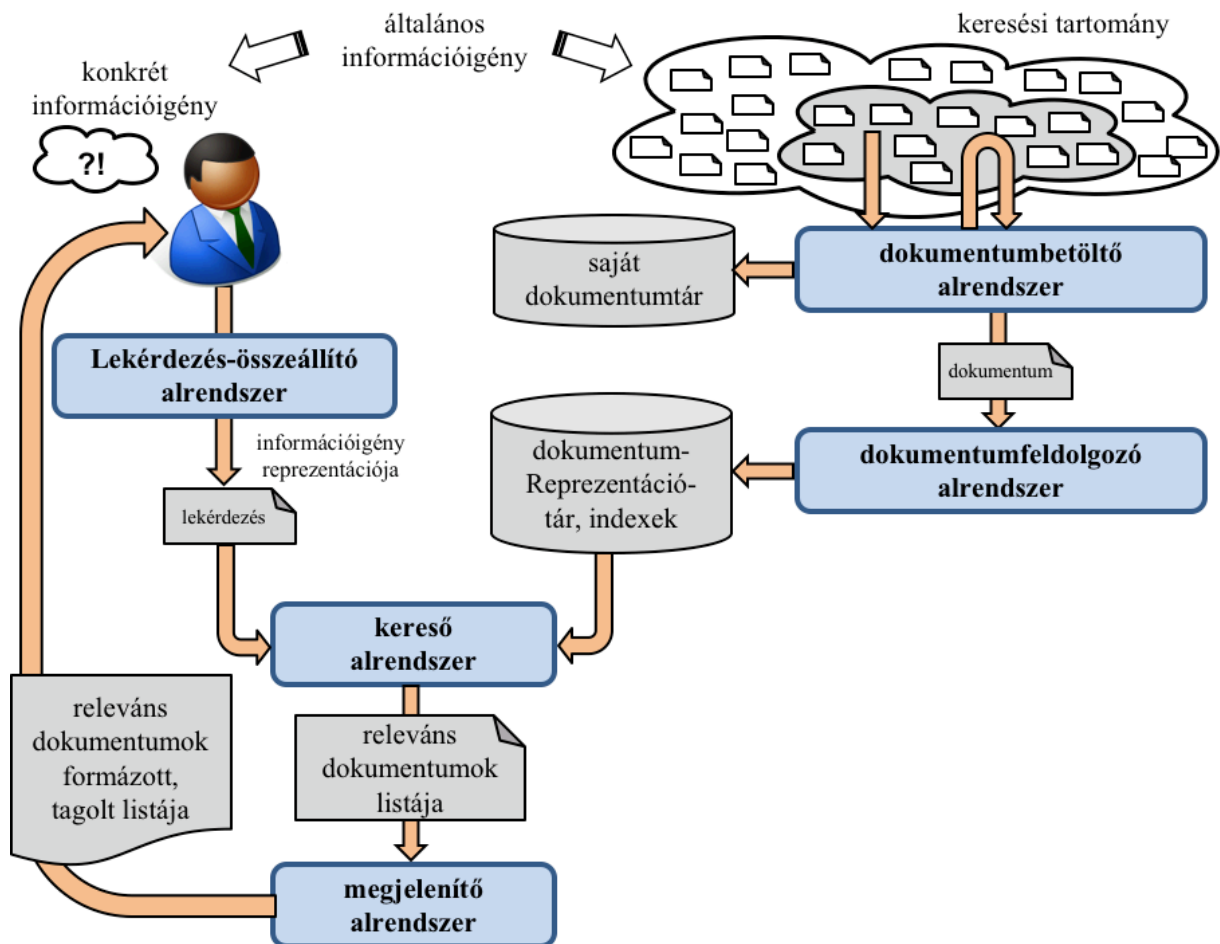 általános
információigény
keresési tartomány
konkrét
információigény
?!
saját
dokumentumtár
dokumentumbetöltő
alrendszer
Lekérdezés-összeállító
alrendszer
dokumentum
információigény
reprezentációja
dokumentum-
Reprezentáció-
tár, indexek
dokumentumfeldolgozó
alrendszer
lekérdezés
kereső
alrendszer
releváns
dokumentumok
formázott,
tagolt listája
releváns
dokumentumok
listája
megjelenítő
alrendszer